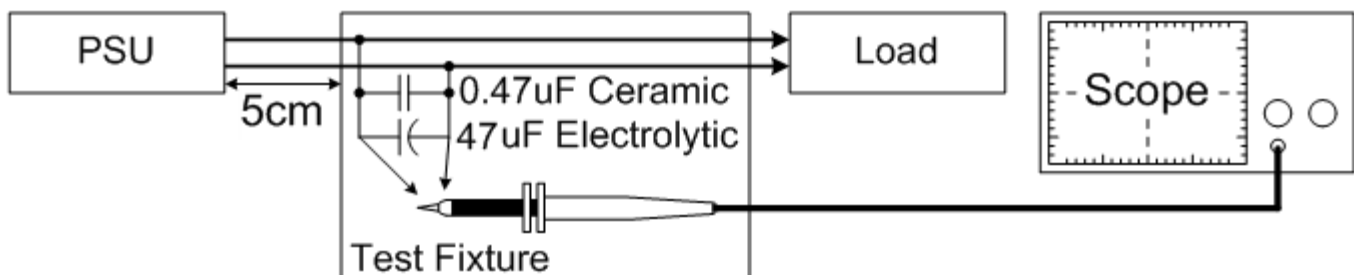 PSU
Load
Scope
5cm
0.47uF Ceramic
47uF Electrolytic
Test Fixture